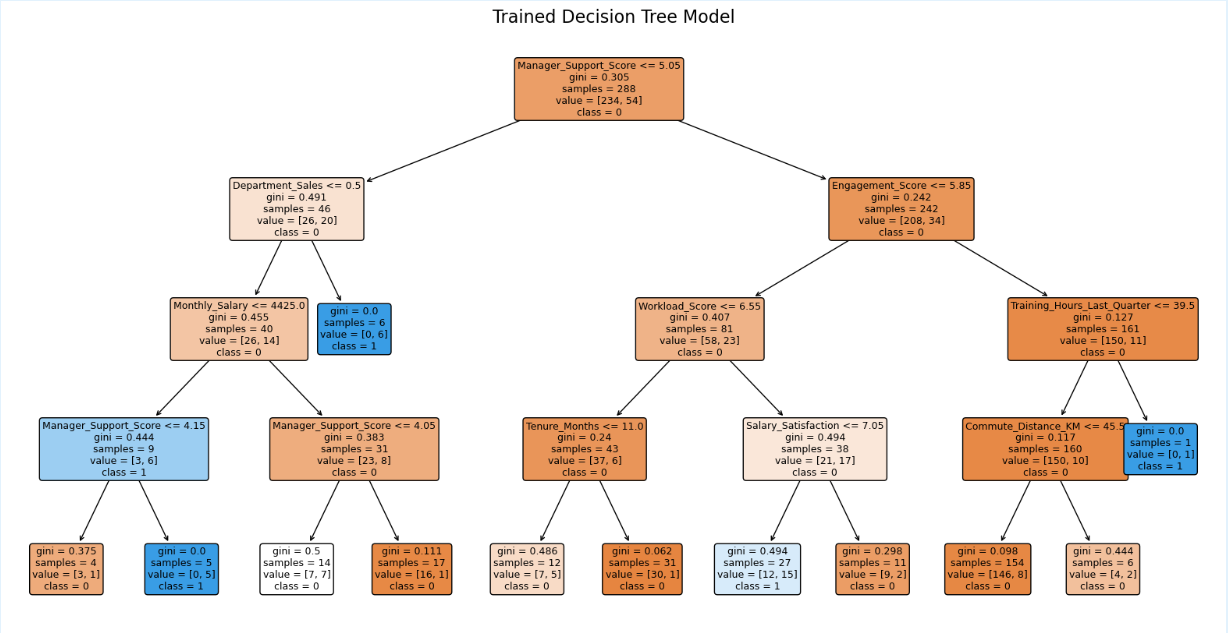 Trained Decision Tree Model
Manager_Support_Score <= 5.05
gini = 0.305
samples = 288
value = [234, 54]
class = 0
Department_Sales <= 0.5
gini = 0.491
samples = 46
value = [26, 20]
class = 0
Engagement_Score <= 5.85
gini = 0.242
samples = 242
value = [208, 34]
class = 0
Monthly_Salary <= 4425.0
gini = 0.455
samples = 40
value = [26, 14]
class = 0
gini = 0.0
samples = 6
value = [0, 6]
class = 1
Workload_Score <= 6.55
gini = 0.407
samples = 81
value = [58, 23]
class = 0
Training_Hours_Last_Quarter <= 39.5
gini = 0.127
samples = 161
value = [150, 11]
class = 0
Manager_Support_Score <= 4.15
gini = 0.444
samples = 9
value = [3, 6]
class = 1
Manager_Support_Score <= 4.05
gini = 0.383
samples = 31
value = [23, 8]
class = 0
Tenure_Months <= 11.0
gini = 0.24
samples = 43
value = [37, 6]
class = 0
Salary_Satisfaction <= 7.05
gini = 0.494
samples = 38
value = [21, 17]
class = 0
Commute_Distance_KM <= 45.5
gini = 0.117
samples = 160
value = [150, 10]
class = 0
gini = 0.0
samples = 1
value = [0, 1]
class = 1
gini = 0.375
samples = 4
value = [3, 1]
class = 0
gini = 0.0
samples = 5
value = [0, 5]
class = 1
gini = 0.5
samples = 14
value = [7, 7]
class = 0
gini = 0.111
samples = 17
value = [16, 1]
class = 0
gini = 0.486
samples = 12
value = [7, 5]
class = 0
gini = 0.062
samples = 31
value = [30, 1]
class = 0
gini = 0.494
samples = 27
value = [12, 15]
class = 1
gini = 0.298
samples = 11
value = [9, 2]
class = 0
gini = 0.098
samples = 154
value = [146, 8]
class = 0
gini = 0.444
samples = 6
value = [4, 2]
class = 0